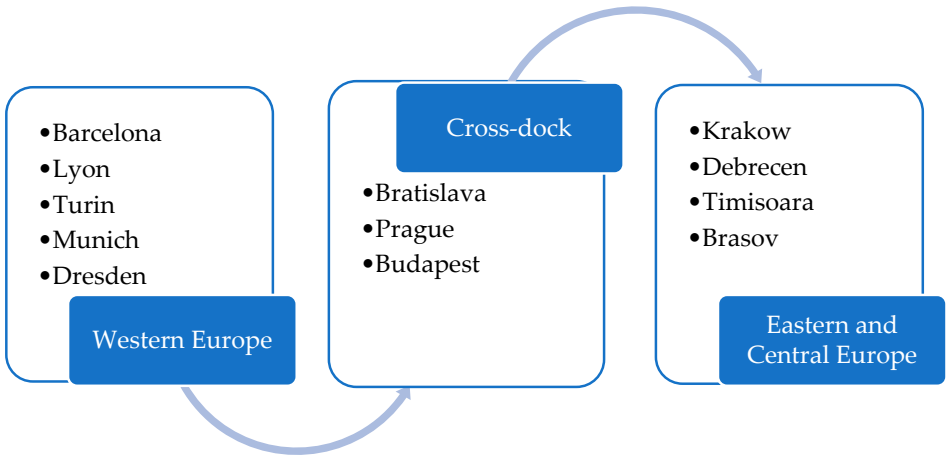 •Barcelona
•Lyon
•Turin
•Munich
•Dresden
Western Europe
Cross-dock
•Bratislava
•Prague
•Budapest
•Krakow
•Debrecen
•Timisoara
•Brasov
Eastern and
Central Europe